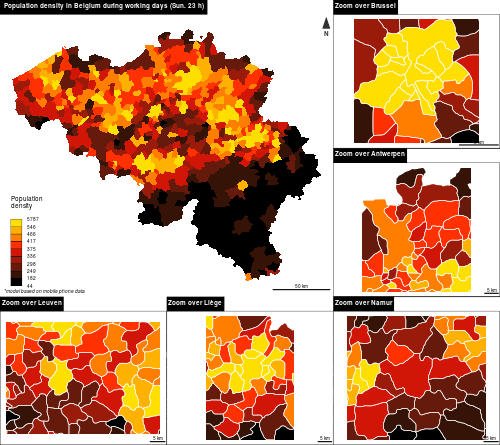 Population density in Belgium during working days (Sun. 23 h)
N
Population
density
5787
546
466
417
375
336
298
249
182
44
*model based on mobile phone data
50 km
Zoom over Brussel
5 km
Zoom over Antwerpen
5 km
Zoom over Leuven
5 km
Zoom over Liège
5 km
Zoom over Namur
5 km